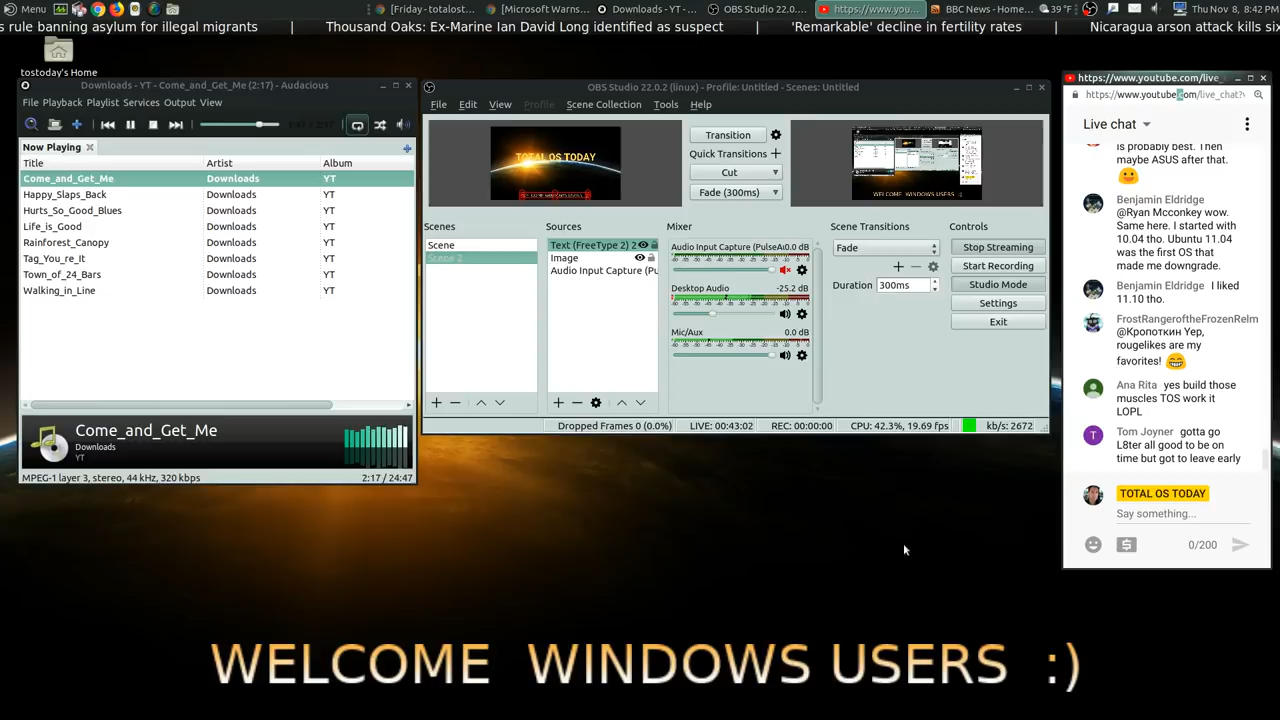 Menu
[Friday - totalost...
[Microsoft Warns...
Downloads - YT - ...
OBS Studio 22.0....
https://www.you...
BBC News - Home...
39 °F
Thu Nov 8, 8:42 PM
s rule banning asylum for illegal migrants | Thousand Oaks: Ex-Marine Ian David Long identified as suspect | 'Remarkable' decline in fertility rates | Nicaragua arson attack kills six
tostoday's Home
Downloads - YT - Come_and_Get_Me (2:17) - Audacious
File Playback Playlist Services Output View
Now Playing
Title Artist Album
Come_and_Get_Me Downloads YT
Happy_Slaps_Back Downloads YT
Hurts_So_Good_Blues Downloads YT
Life_is_Good Downloads YT
Rainforest_Canopy Downloads YT
Tag_You_re_It Downloads YT
Town_of_24_Bars Downloads YT
Walking_in_Line Downloads YT
Come_and_Get_Me
Downloads
YT
MPEG-1 layer 3, stereo, 44 kHz, 320 kbps 2:17 / 24:47
OBS Studio 22.0.2 (linux) - Profile: Untitled - Scenes: Untitled
File Edit View Profile Scene Collection Tools Help
TOTAL OS TODAY
Transition
Quick Transitions
Cut
Fade (300ms)
WELCOME WINDOWS USERS :)
Scenes Sources Mixer Scene Transitions Controls
Scene
Scene 2
Text (FreeType 2) 2
Image
Audio Input Capture (Pu
Audio Input Capture (PulseAu 0.0 dB
Desktop Audio -25.2 dB
Mic/Aux 0.0 dB
Fade
Duration 300ms
Stop Streaming
Start Recording
Studio Mode
Settings
Exit
Dropped Frames 0 (0.0%) LIVE: 00:43:02 REC: 00:00:00 CPU: 42.3%, 19.69 fps kb/s: 2672
https://www.youtube.com/live_
https://www.youtube.com/live_chat?v
Live chat
is probably best. Then
maybe ASUS after that.
Benjamin Eldridge
@Ryan Mcconkey wow.
Same here. I started with
10.04 tho. Ubuntu 11.04
was the first OS that
made me downgrade.
Benjamin Eldridge I liked
11.10 tho.
FrostRangeroftheFrozenRelm
@Кропоткин Yep,
rougelikes are my
favorites!
Ana Rita yes build those
muscles TOS work it
LOPL
Tom Joyner gotta go
L8ter all good to be on
time but got to leave early
TOTAL OS TODAY
Say something...
0/200
WELCOME WINDOWS USERS :)